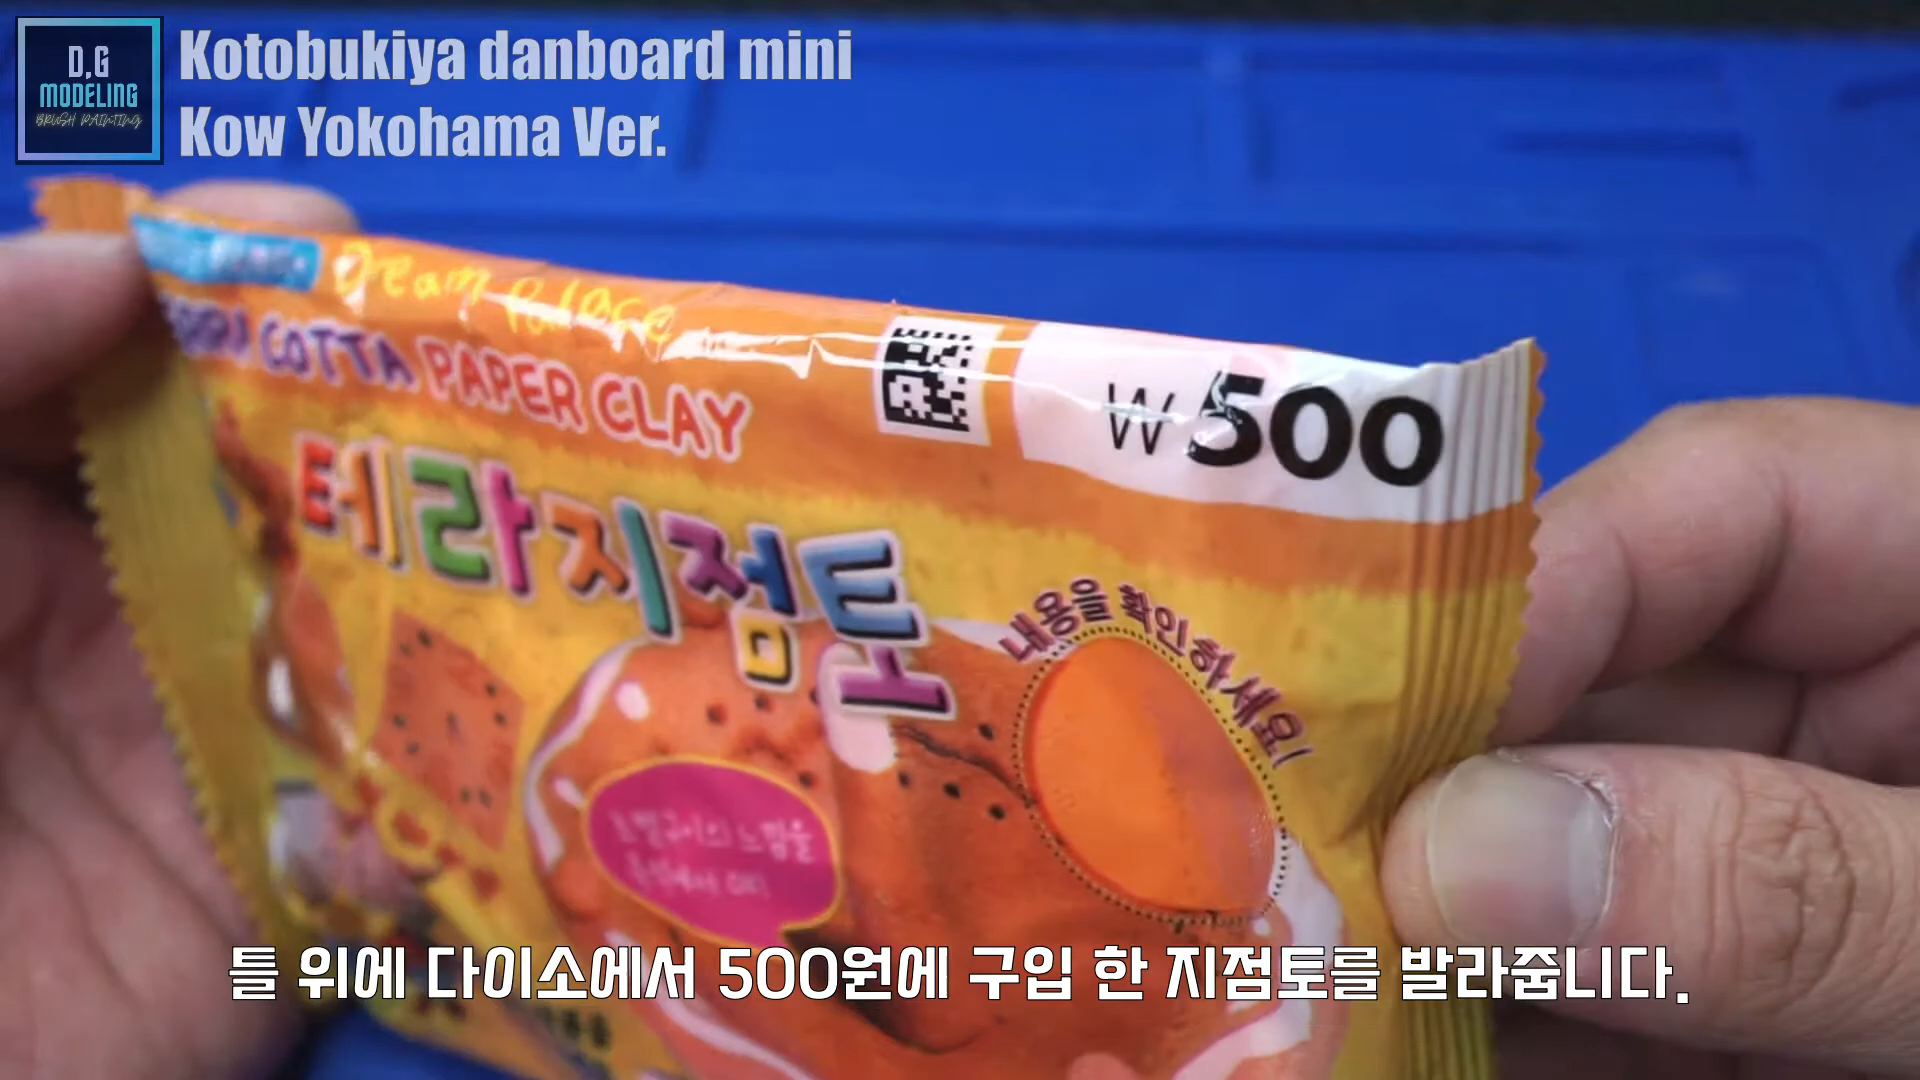 D,G
MODELING
BRUSH PAINTING
Kotobukiya danboard mini
Kow Yokohama Ver.
Dream Palace
COTTA PAPER CLAY
₩500
테라지점토
내용을 확인하세요!
틀 위에 다이소에서 500원에 구입 한 지점토를 발라줍니다.